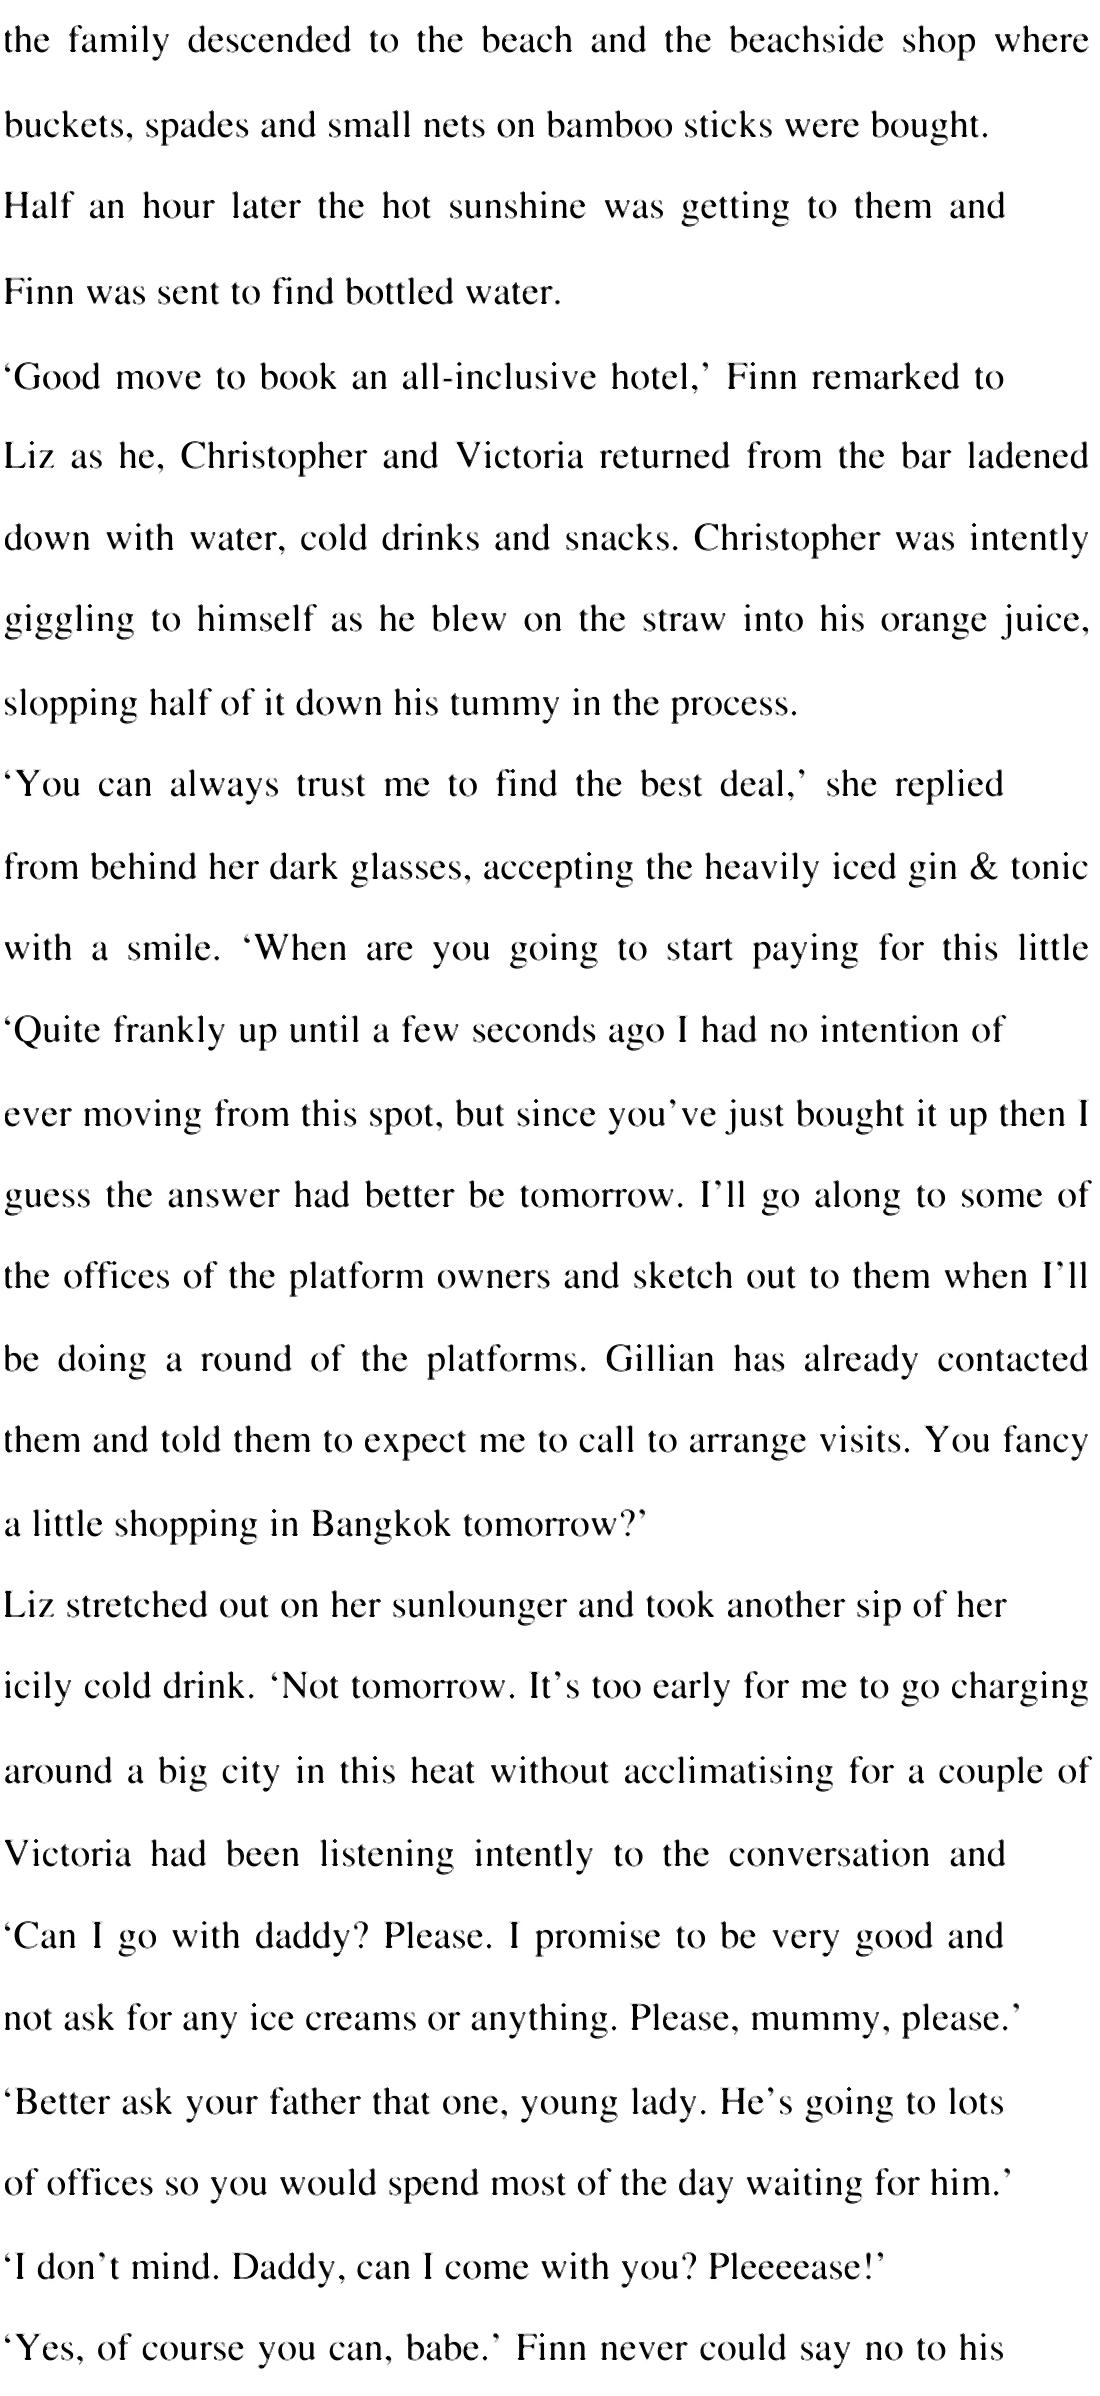 the family descended to the beach and the beachside shop where
buckets, spades and small nets on bamboo sticks were bought.
Half an hour later the hot sunshine was getting to them and
Finn was sent to find bottled water.
‘Good move to book an all-inclusive hotel,’ Finn remarked to
Liz as he, Christopher and Victoria returned from the bar ladened
down with water, cold drinks and snacks. Christopher was intently
giggling to himself as he blew on the straw into his orange juice,
slopping half of it down his tummy in the process.
‘You can always trust me to find the best deal,’ she replied
from behind her dark glasses, accepting the heavily iced gin & tonic
with a smile. ‘When are you going to start paying for this little
‘Quite frankly up until a few seconds ago I had no intention of
ever moving from this spot, but since you’ve just bought it up then I
guess the answer had better be tomorrow. I’ll go along to some of
the offices of the platform owners and sketch out to them when I’ll
be doing a round of the platforms. Gillian has already contacted
them and told them to expect me to call to arrange visits. You fancy
a little shopping in Bangkok tomorrow?’
Liz stretched out on her sunlounger and took another sip of her
icily cold drink. ‘Not tomorrow. It’s too early for me to go charging
around a big city in this heat without acclimatising for a couple of
Victoria had been listening intently to the conversation and
‘Can I go with daddy? Please. I promise to be very good and
not ask for any ice creams or anything. Please, mummy, please.’
‘Better ask your father that one, young lady. He’s going to lots
of offices so you would spend most of the day waiting for him.’
‘I don’t mind. Daddy, can I come with you? Pleeeease!’
‘Yes, of course you can, babe.’ Finn never could say no to his